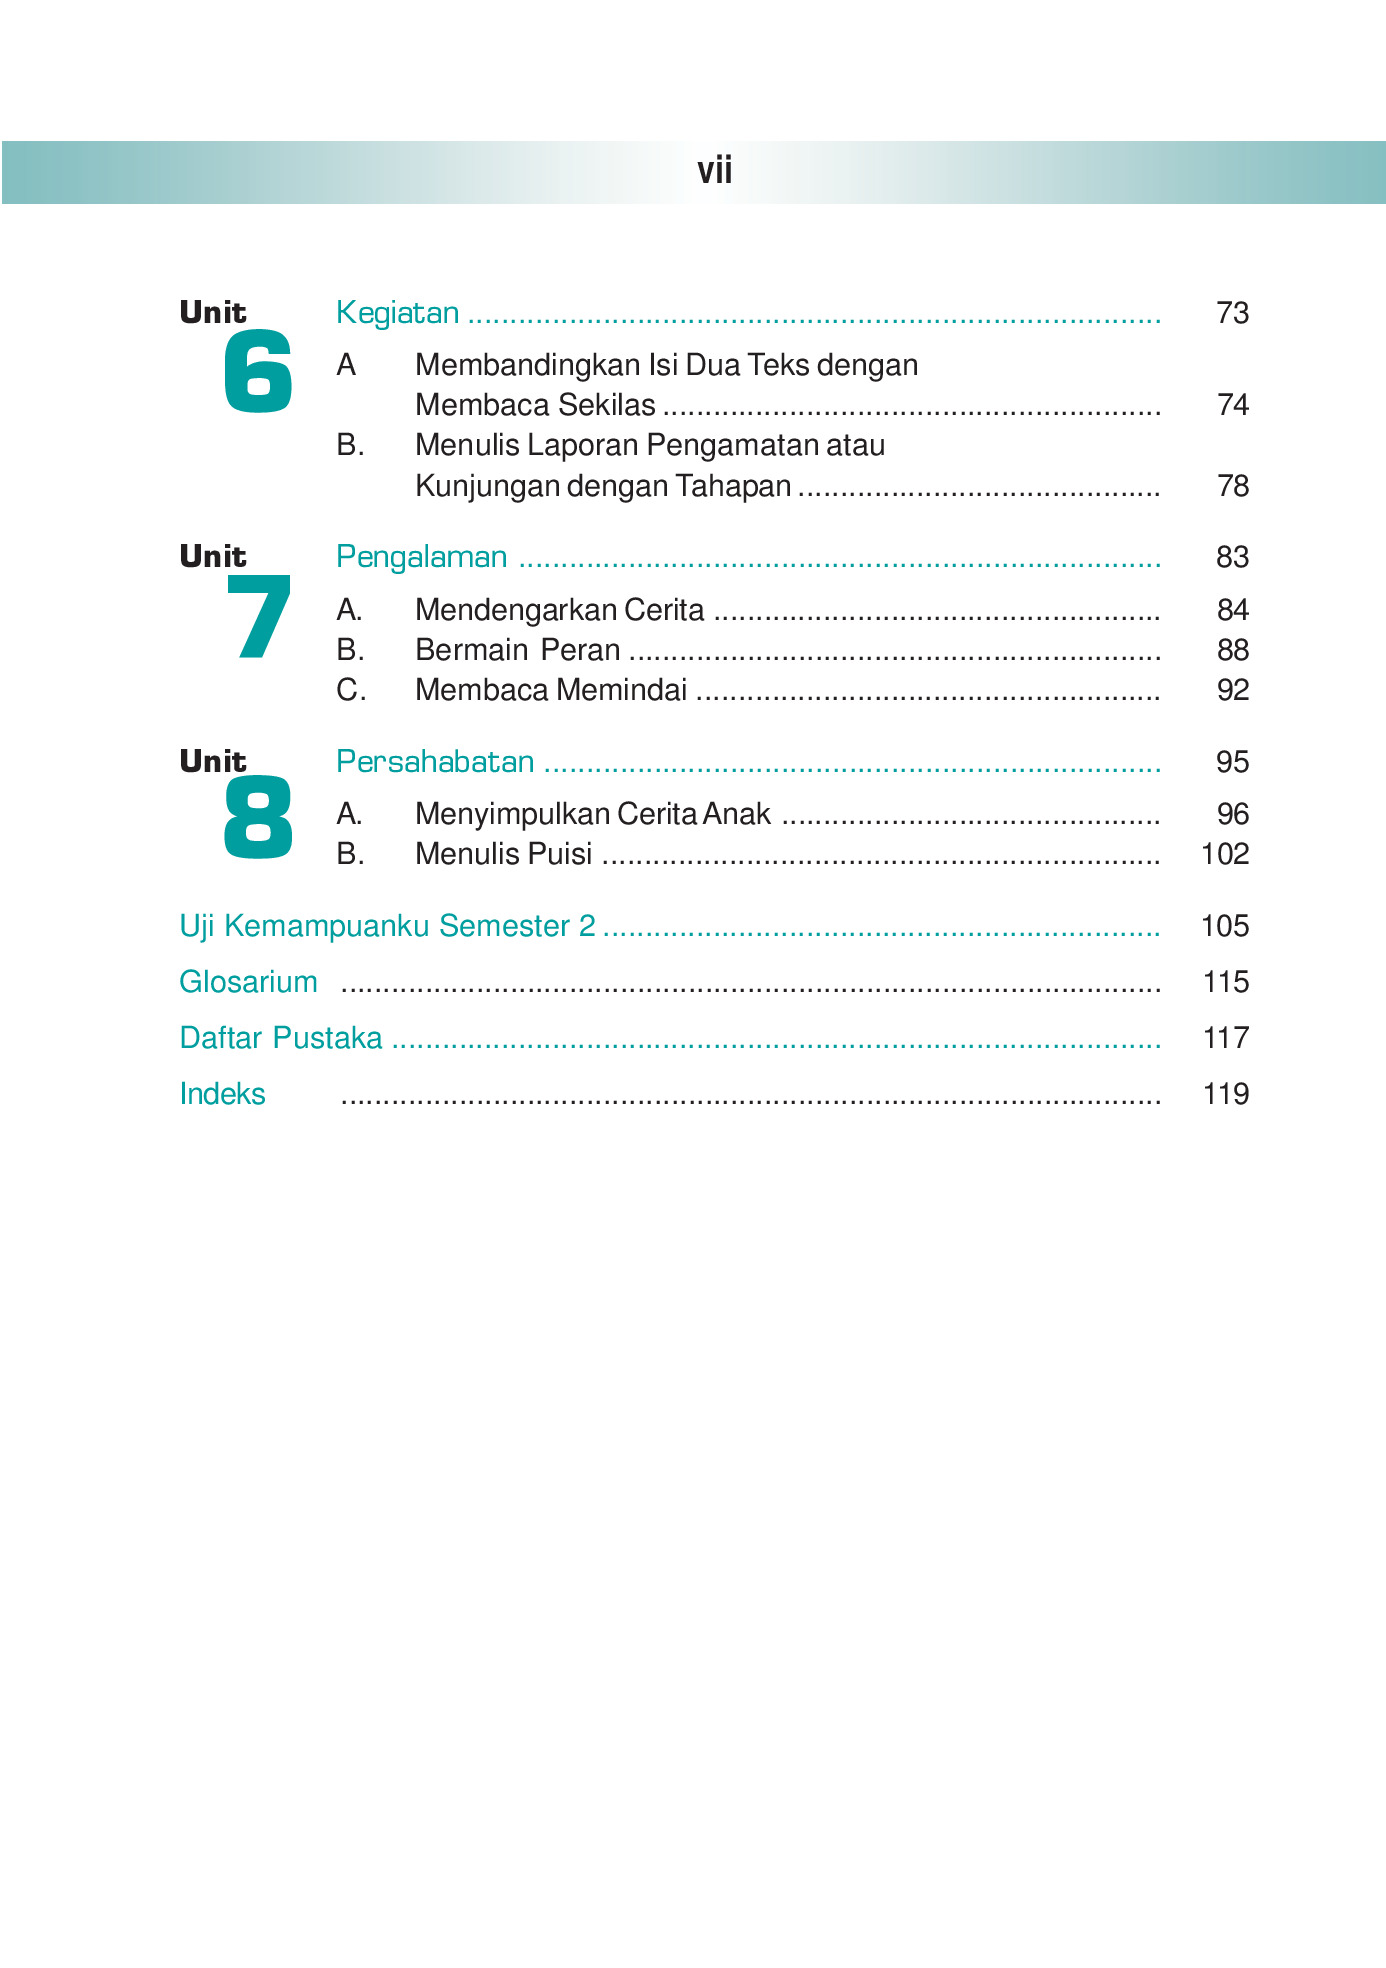 vii
Unit 6 Kegiatan ........................................................................ 73
A Membandingkan Isi Dua Teks dengan
Membaca Sekilas ........................................................ 74
B. Menulis Laporan Pengamatan atau
Kunjungan dengan Tahapan ........................................ 78
Unit 7 Pengalaman ........................................................................ 83
A. Mendengarkan Cerita .................................................. 84
B. Bermain Peran ............................................................ 88
C. Membaca Memindai .................................................... 92
Unit 8 Persahabatan ..................................................................... 95
A. Menyimpulkan Cerita Anak .......................................... 96
B. Menulis Puisi ............................................................... 102
Uji Kemampuanku Semester 2 ............................................................... 105
Glosarium ............................................................................................ 115
Daftar Pustaka ...................................................................................... 117
Indeks ............................................................................................ 119